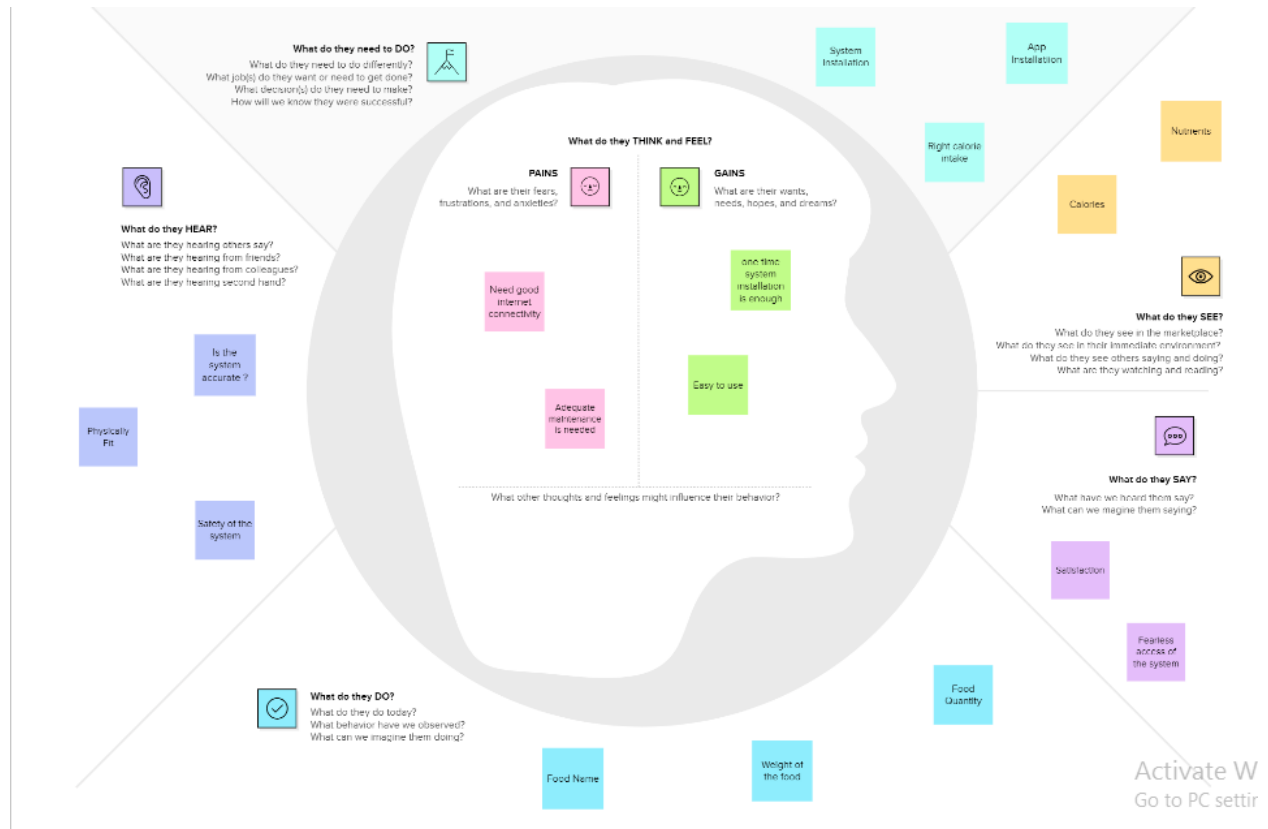 What do they need to DO?
What do they need to do differently?
What job(s) do they want or need to get done?
What decision(s) do they need to make?
How will we know they were successful?
System
Installation
App
Installatiion
Right calorie
intake
Nutrients
Calories
What do they SEE?
What do they see in the marketplace?
What do they see in their immediate environment?
What do they see others saying and doing?
What are they watching and reading?
What do they HEAR?
What are they hearing others say?
What are they hearing from friends?
What are they hearing from colleagues?
What are they hearing second hand?
Is the
system
accurate ?
Physically
Fit
Safety of the
system
What do they THINK and FEEL?
PAINS
What are their fears,
frustrations, and anxieties?
Need good
internet
connectivity
Adequate
maintenance
is needed
GAINS
What are their wants,
needs, hopes, and dreams?
one time
system
installation
is enough
Easy to use
What other thoughts and feelings might influence their behavior?
What do they SAY?
What have we heard them say?
What can we magine them saying?
Satisfaction
Fearless
access of
the system
What do they DO?
What do they do today?
What behavior have we observed?
What can we imagine them doing?
Food Name
Weight of
the food
Food
Quantity
Activate W
Go to PC settir